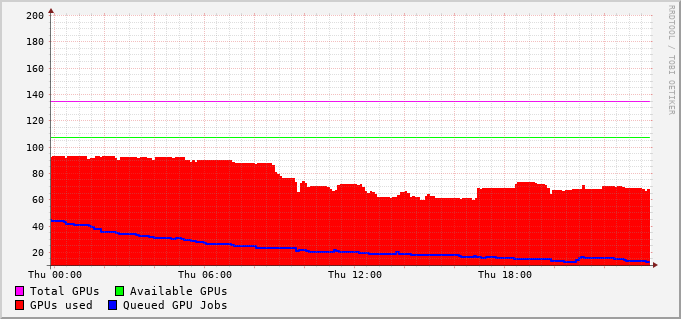 200
180
160
140
120
100
80
60
40
20
Thu 00:00 Thu 06:00 Thu 12:00 Thu 18:00
Total GPUs Available GPUs
GPUs used Queued GPU Jobs
RRDTOOL / TOBI OETIKER